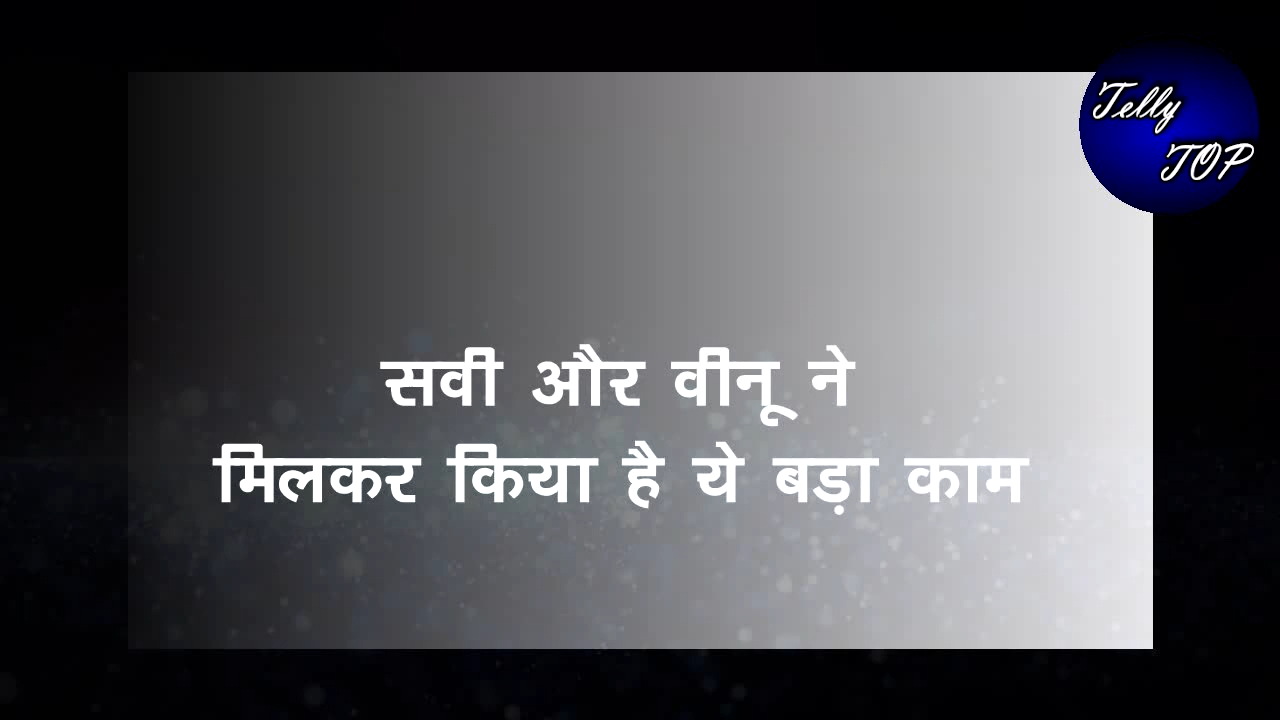 Telly
TOP
सवी और वीनू ने
मिलकर किया है ये बड़ा काम